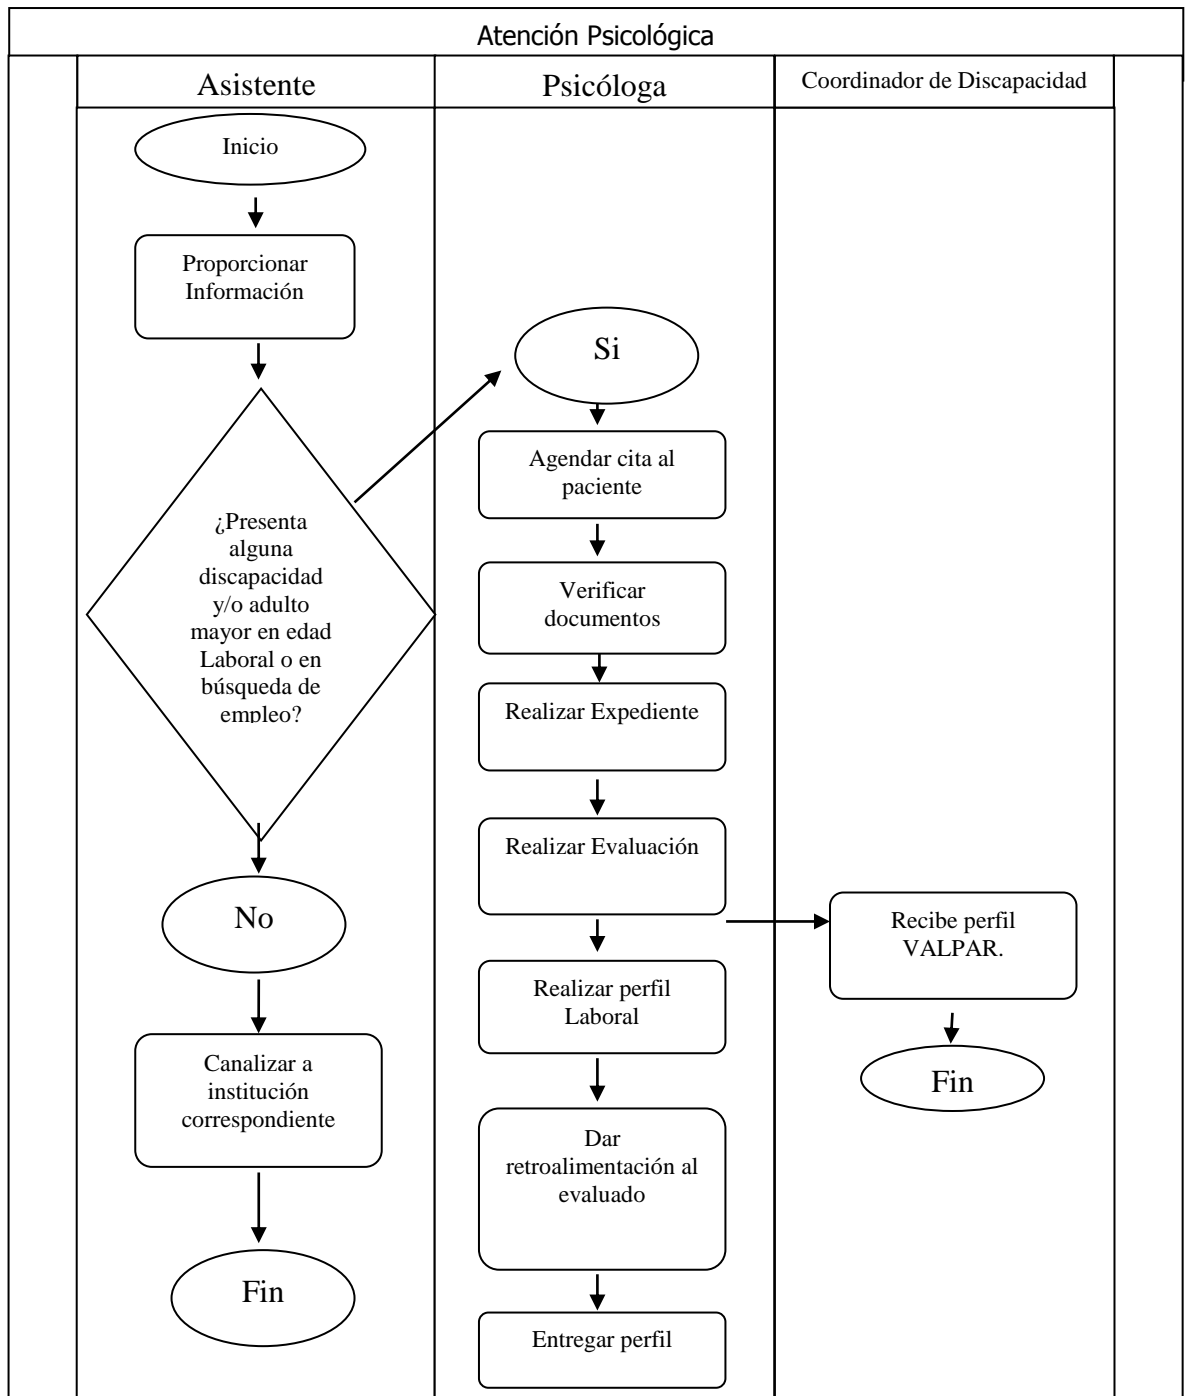 Atención Psicológica
Asistente
Psicóloga
Coordinador de Discapacidad
Inicio
Proporcionar
Información
¿Presenta
alguna
discapacidad
y/o adulto
mayor en edad
Laboral o en
búsqueda de
empleo?
No
Canalizar a
institución
correspondiente
Fin
Si
Agendar cita al
paciente
Verificar
documentos
Realizar Expediente
Realizar Evaluación
Realizar perfil
Laboral
Dar
retroalimentación al
evaluado
Entregar perfil
Recibe perfil
VALPAR.
Fin